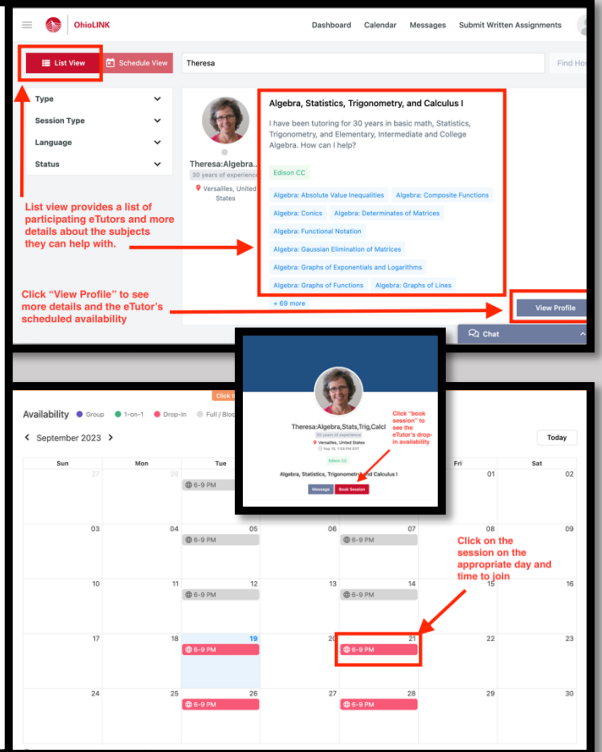 OhioLINK
Dashboard Calendar Messages Submit Written Assignments
List View Schedule View Theresa
Type
Session Type
Language
Status
Theresa:Algebra...
30 years of experience
Versailles, United
States
Algebra, Statistics, Trigonometry, and Calculus I
I have been tutoring for 30 years in basic math, Statistics,
Trigonometry, and Elementary, Intermediate and College
Algebra. How can I help?
Edison CC
Algebra: Absolute Value Inequalities Algebra: Composite Functions
Algebra: Conics Algebra: Determinates of Matrices
Algebra: Functional Notation
Algebra: Gaussian Elimination of Matrices
Algebra: Graphs of Exponentials and Logarithms
Algebra: Graphs of Functions Algebra: Graphs of Lines
+ 69 more
View Profile
Chat
List view provides a list of
participating eTutors and more
details about the subjects
they can help with.
Click “View Profile” to see
more details and the eTutor’s
scheduled availability
Theresa:Algebra,Stats,Trig,Calcl
30 years of experience
Versailles, United States
Edison CC
Algebra, Statistics, Trigonometry, and Calculus I
Message Book Session
Click “book
session” to
see the
eTutor’s drop-
in availability
Availability Group 1-on-1 Drop-In Full /
September 2023
Today
Sun Mon Tue Fri Sat
27 01 02
6-9 PM
03 04 05 06 07 08 09
6-9 PM 6-9 PM
10 11 12 13 14 15 16
6-9 PM 6-9 PM
17 18 19 20 21 22 23
6-9 PM 6-9 PM
24 25 26 27 28 29 30
6-9 PM 6-9 PM
Click on the
session on the
appropriate day and
time to join